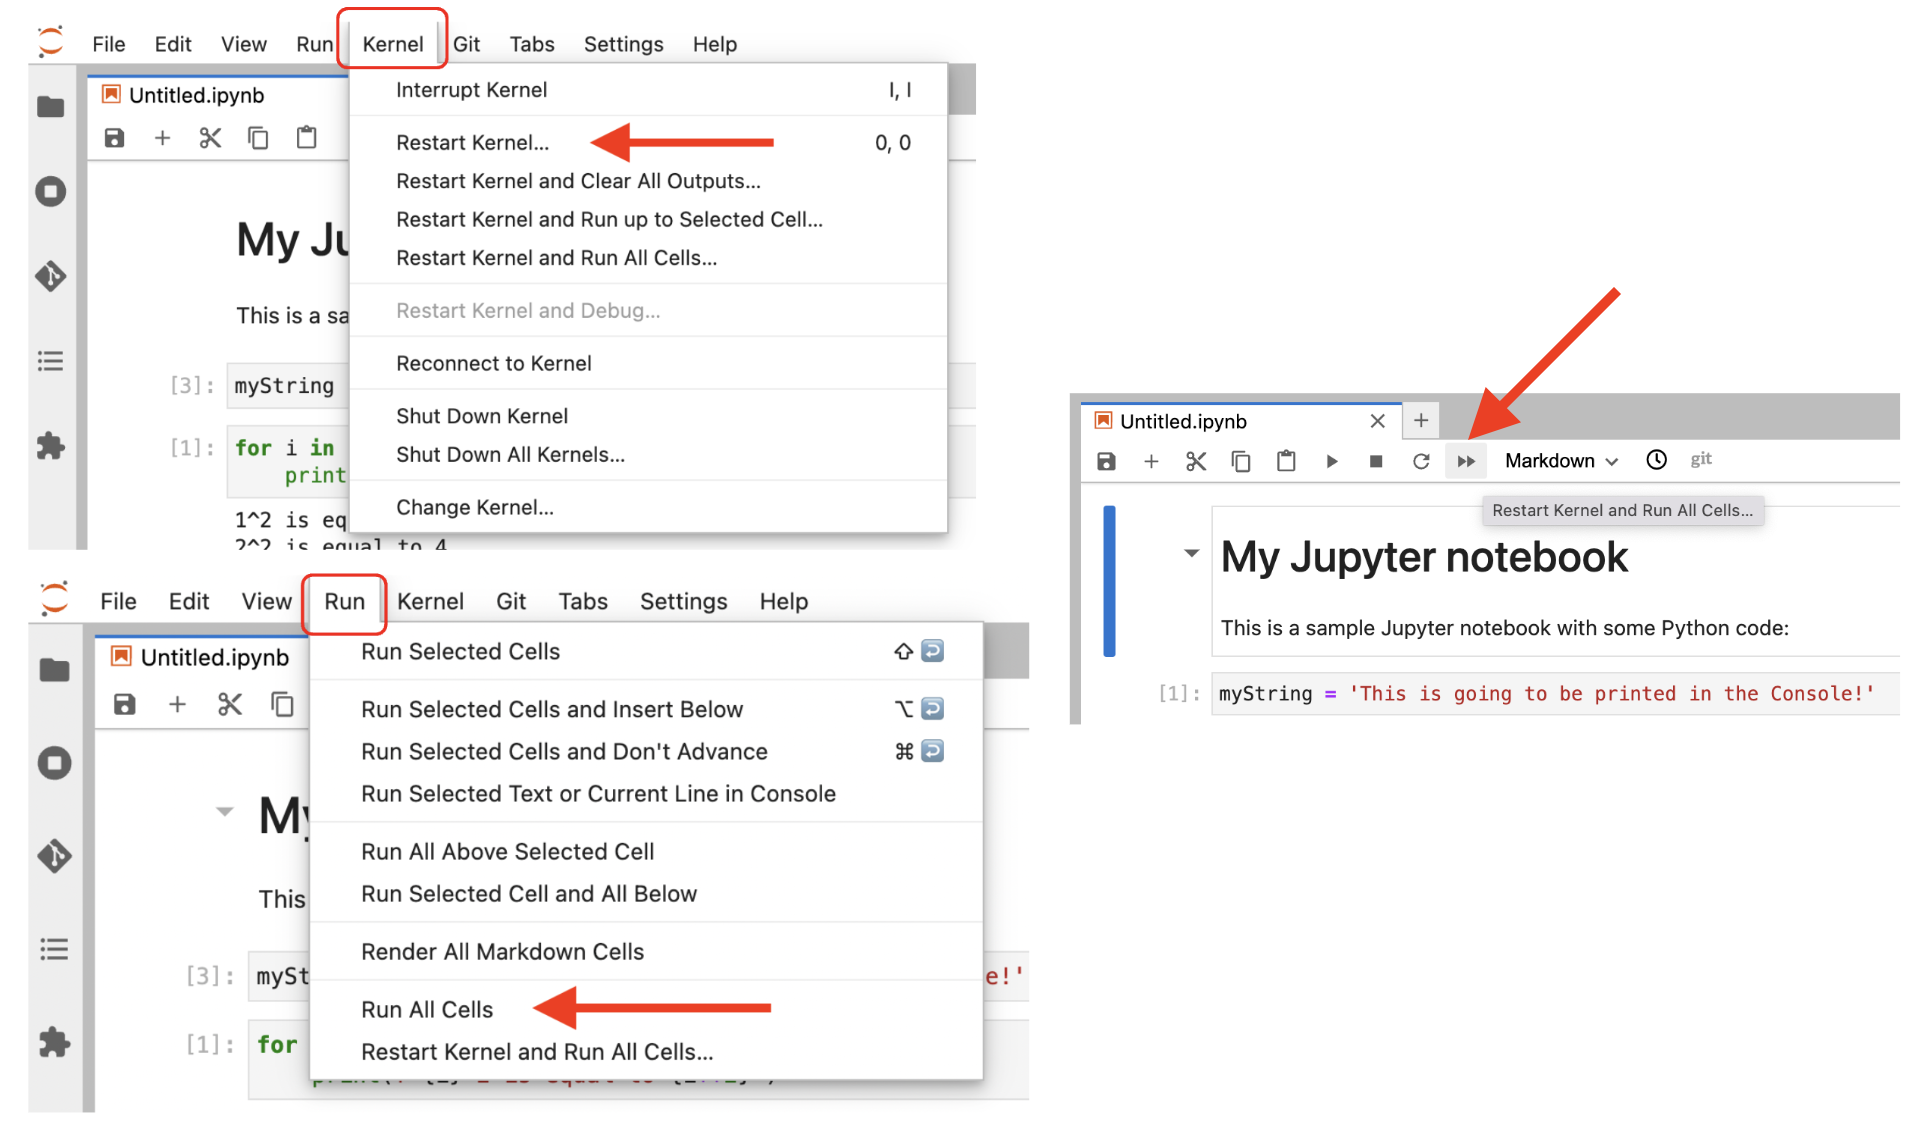 File Edit View Run Kernel Git Tabs Settings Help
Untitled.ipynb
Interrupt Kernel I, I
Restart Kernel... 0, 0
Restart Kernel and Clear All Outputs...
Restart Kernel and Run up to Selected Cell...
Restart Kernel and Run All Cells...
Restart Kernel and Debug...
Reconnect to Kernel
Shut Down Kernel
Shut Down All Kernels...
Change Kernel...
My Ju
This is a sa
[3]: myString
[1]: for i in
print
1^2 is eq
2^2 is equal to 4
File Edit View Run Kernel Git Tabs Settings Help
Untitled.ipynb
Run Selected Cells ⇧
Run Selected Cells and Insert Below ⌥
Run Selected Cells and Don't Advance ⌘
Run Selected Text or Current Line in Console
Run All Above Selected Cell
Run Selected Cell and All Below
Render All Markdown Cells
Run All Cells
Restart Kernel and Run All Cells...
My
This
[3]: mySt e!'
[1]: for
Untitled.ipynb
Markdown git
Restart Kernel and Run All Cells...
My Jupyter notebook
This is a sample Jupyter notebook with some Python code:
[1]: myString = 'This is going to be printed in the Console!'